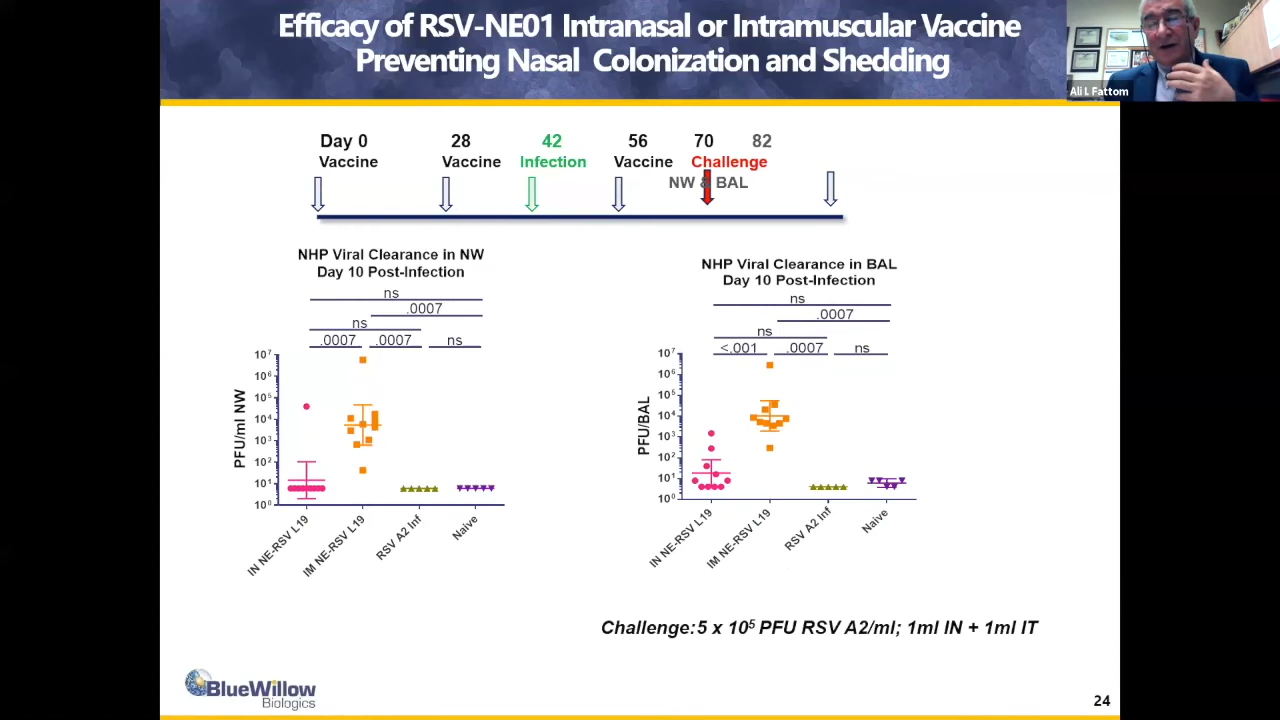 Efficacy of RSV-NE01 Intranasal or Intramuscular Vaccine
Preventing Nasal Colonization and Shedding
Ali L Fattom
Day 0 28 42 56 70 82
Vaccine Vaccine Infection Vaccine Challenge
NW & BAL
NHP Viral Clearance in NW
Day 10 Post-Infection
ns
.0007
ns
.0007 .0007 ns
PFU/ml NW
10⁷
10⁶
10⁵
10⁴
10³
10²
10¹
10⁰
IN NE-RSV L19
IM NE-RSV L19
RSV A2 Inf
Naive
NHP Viral Clearance in BAL
Day 10 Post-Infection
ns
.0007
ns
<.001 .0007 ns
PFU/BAL
10⁷
10⁶
10⁵
10⁴
10³
10²
10¹
10⁰
IN NE-RSV L19
IM NE-RSV L19
RSV A2 Inf
Naive
Challenge: 5 x 10⁵ PFU RSV A2/ml; 1ml IN + 1ml IT
BlueWillow
Biologics
24